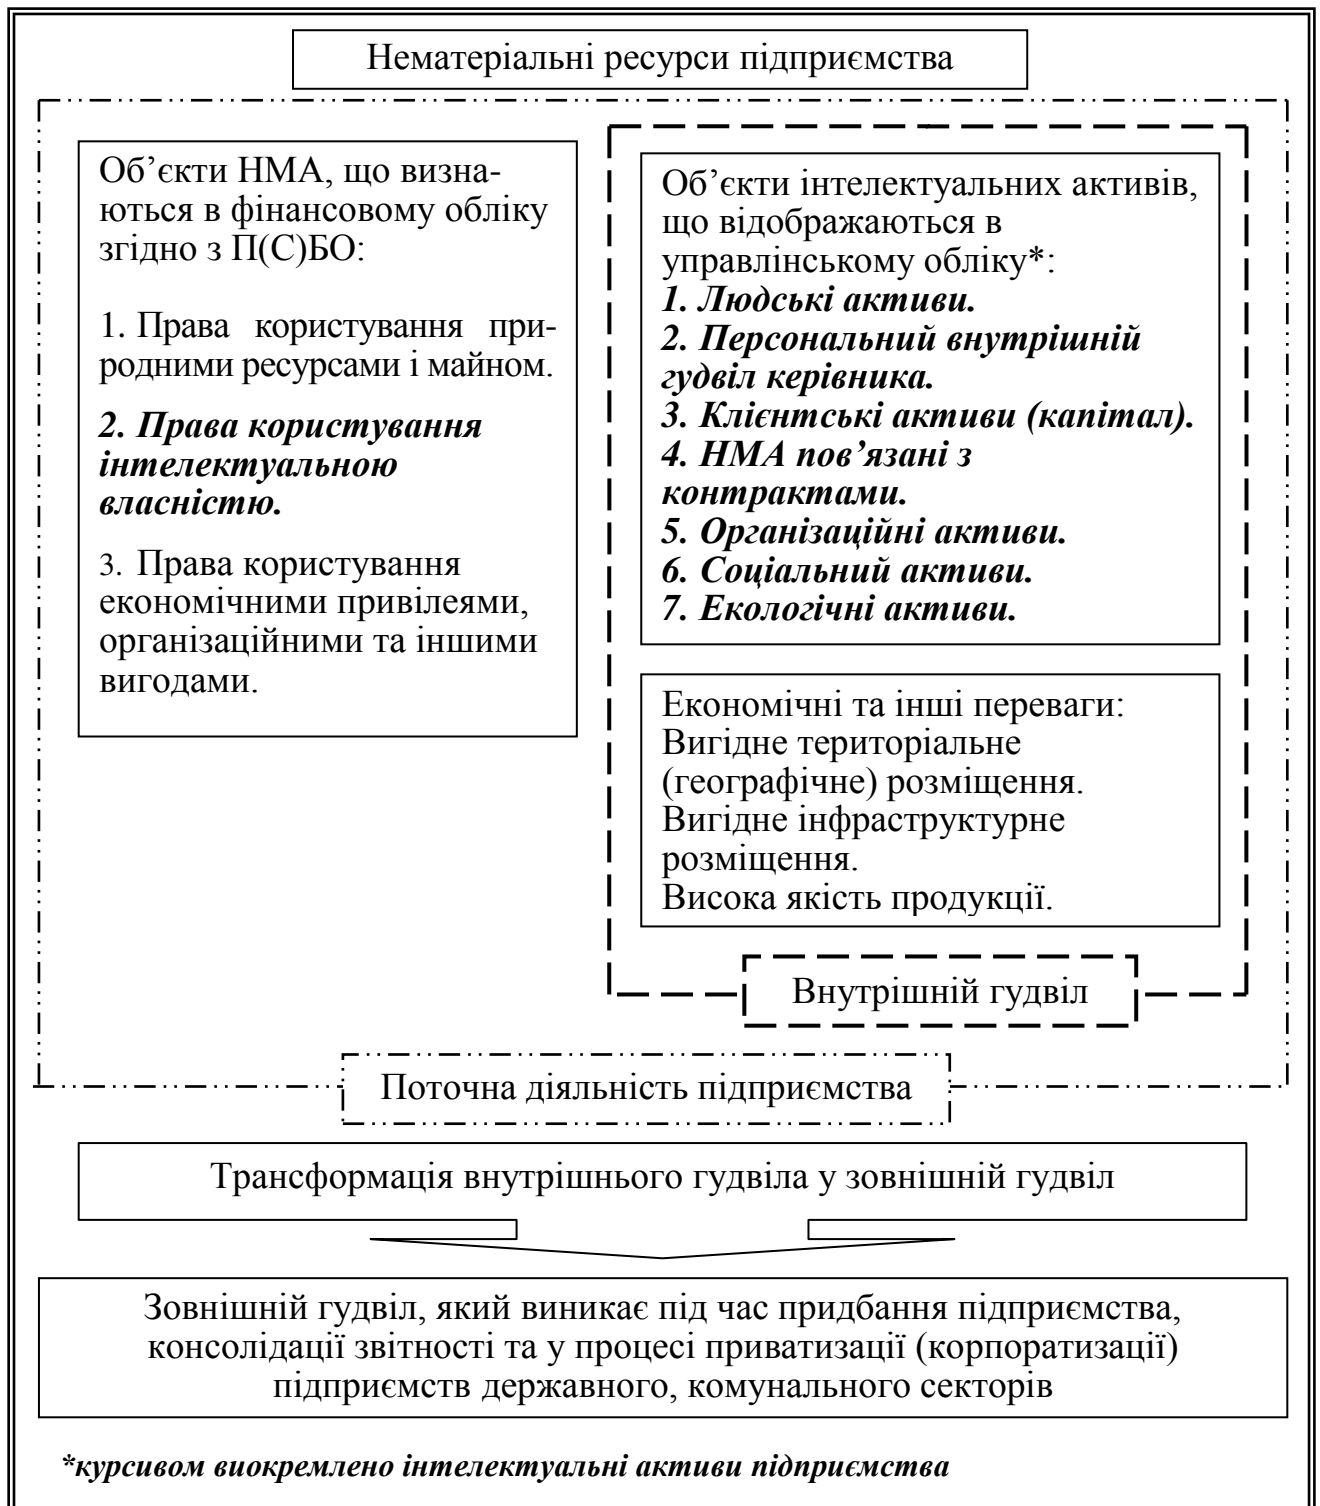 Нематеріальні ресурси підприємства
Об’єкти НМА, що визна-
ються в фінансовому обліку
згідно з П(С)БО:
1. Права користування при-
родними ресурсами і майном.
2. Права користування
інтелектуальною
власністю.
3. Права користування
економічними привілеями,
організаційними та іншими
вигодами.
Об’єкти інтелектуальних активів,
що відображаються в
управлінському обліку*:
1. Людські активи.
2. Персональний внутрішній
гудвіл керівника.
3. Клієнтські активи (капітал).
4. НМА пов’язані з
контрактами.
5. Організаційні активи.
6. Соціальний активи.
7. Екологічні активи.
Економічні та інші переваги:
Вигідне територіальне
(географічне) розміщення.
Вигідне інфраструктурне
розміщення.
Висока якість продукції.
Внутрішній гудвіл
Поточна діяльність підприємства
Трансформація внутрішнього гудвіла у зовнішній гудвіл
Зовнішній гудвіл, який виникає під час придбання підприємства,
консолідації звітності та у процесі приватизації (корпоратизації)
підприємств державного, комунального секторів
*курсивом виокремлено інтелектуальні активи підприємства